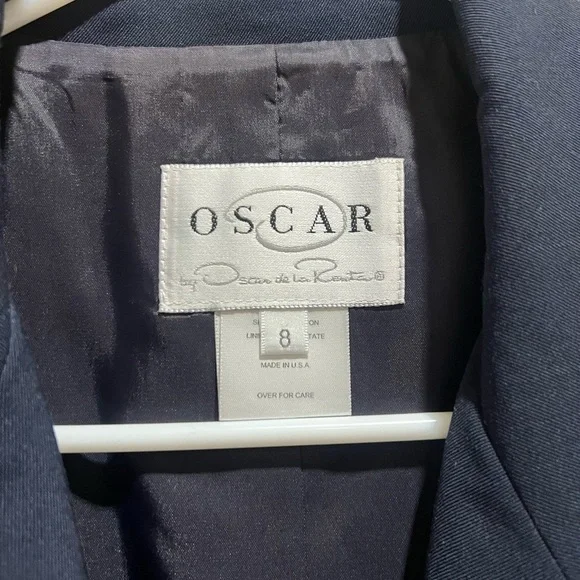 OSCAR
by Oscar de la Renta ®
8
MADE IN U.S.A.
OVER FOR CARE